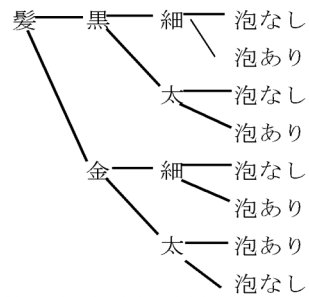 髪 黒 細 泡なし
泡あり
太 泡なし
泡あり
金 細 泡なし
泡あり
太 泡あり
泡なし